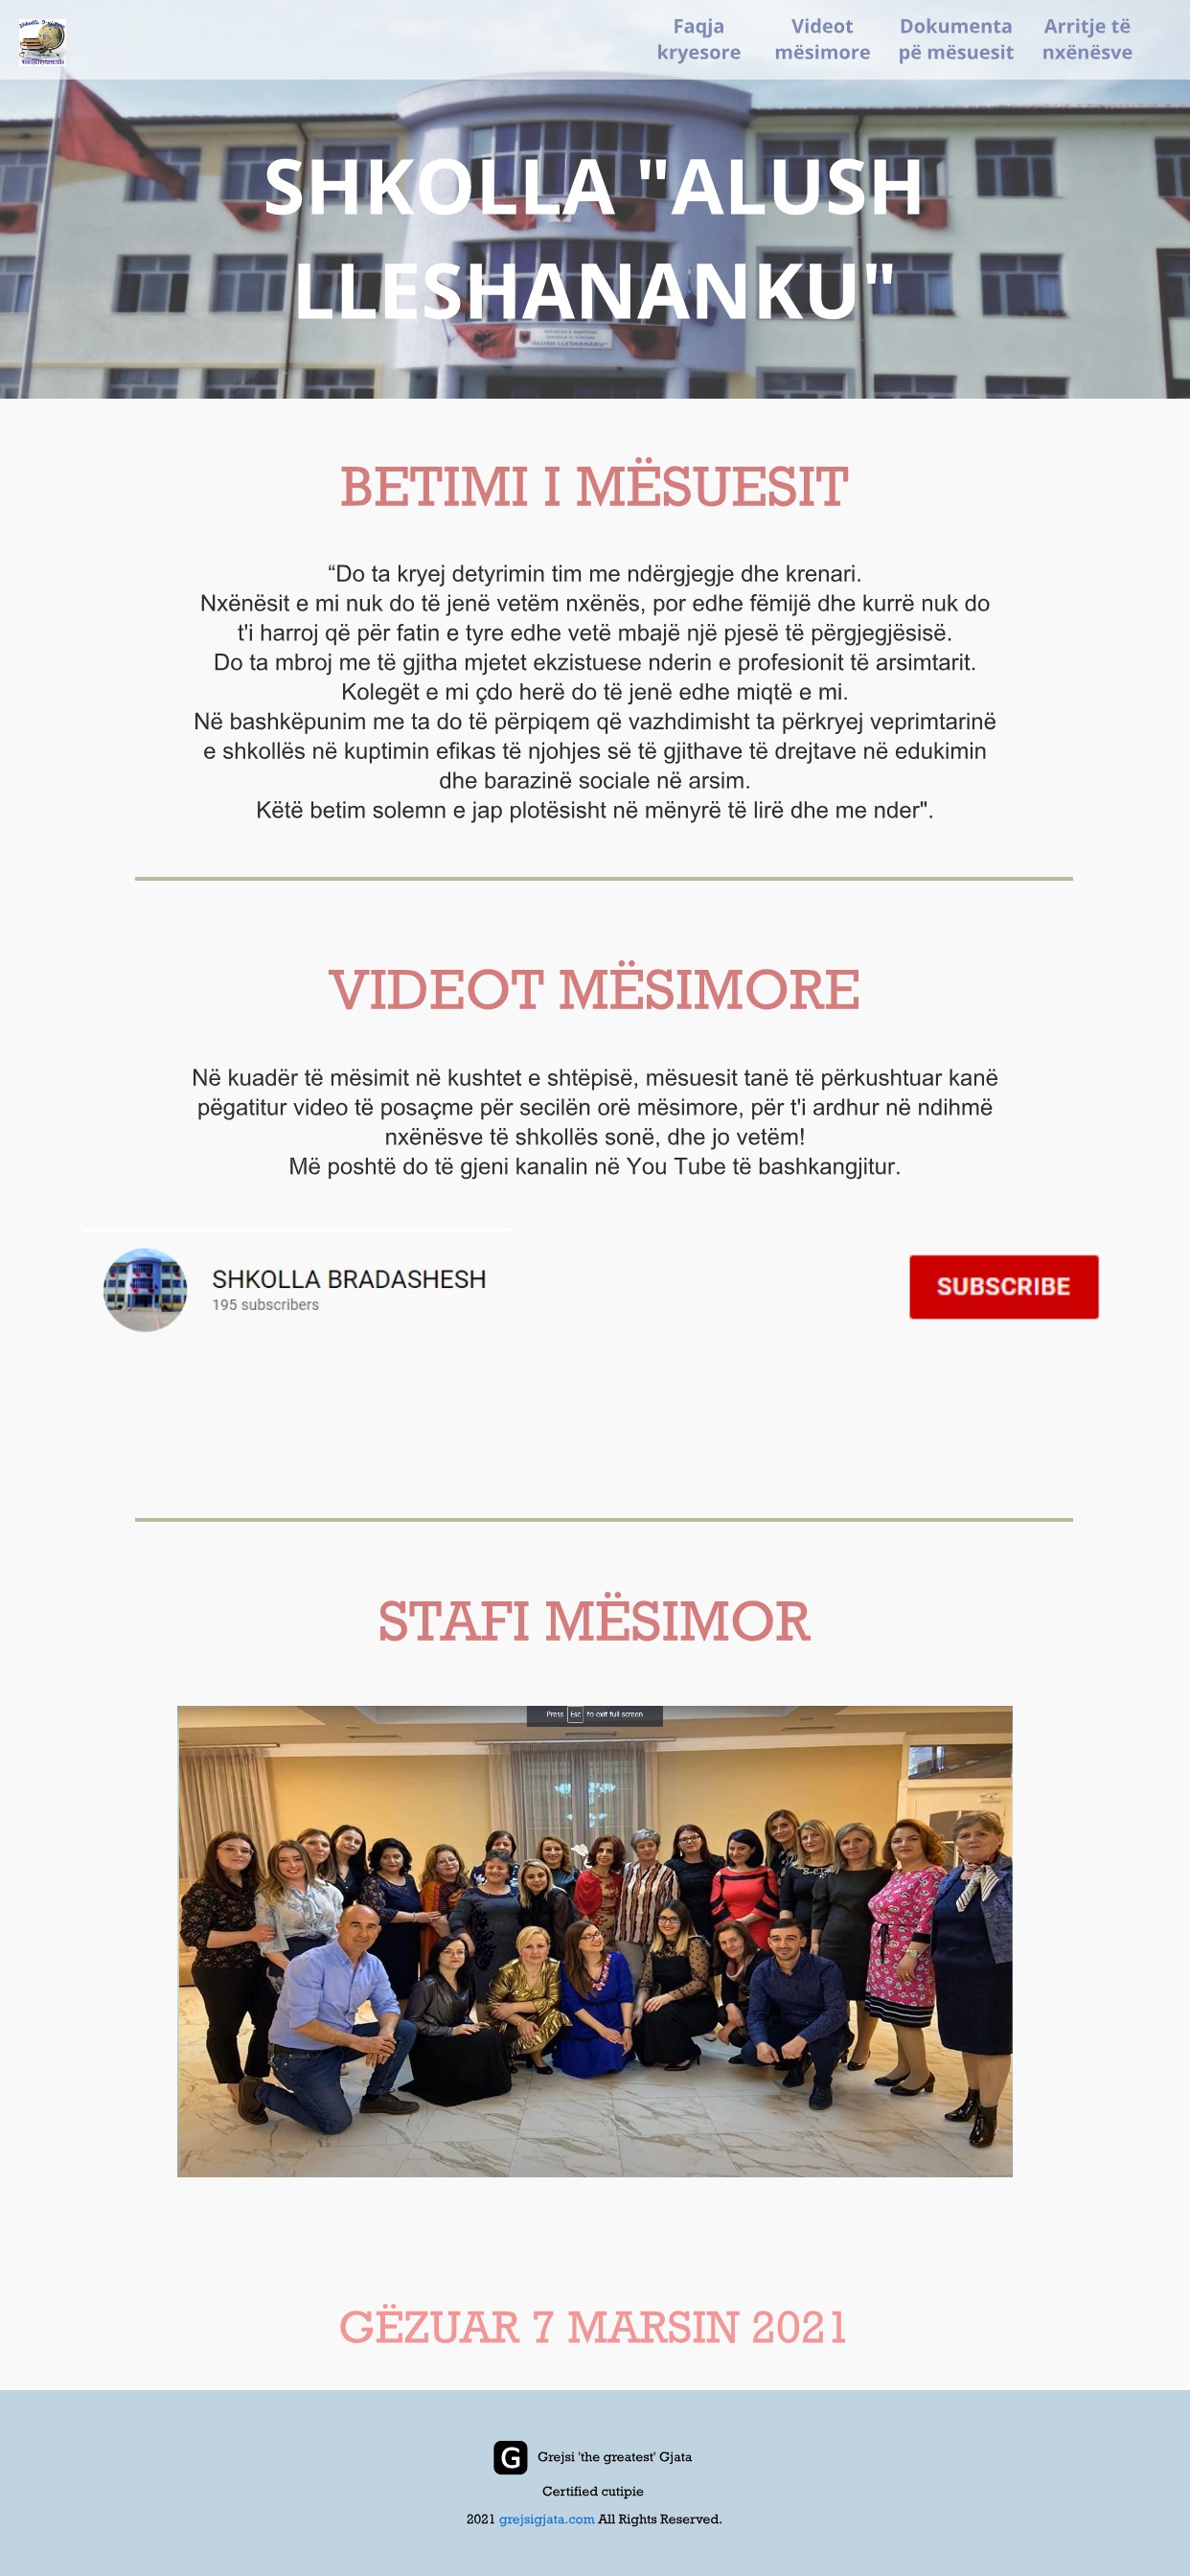 Faqja
kryesore
Videot
mësimore
Dokumenta
pë mësuesit
Arritje të
nxënësve
SHKOLLA "ALUSH
LLESHANANKU"
"ALUSH LLESHANAKU"
BETIMI I MËSUESIT
“Do ta kryej detyrimin tim me ndërgjegje dhe krenari.
Nxënësit e mi nuk do të jenë vetëm nxënës, por edhe fëmijë dhe kurrë nuk do
t'i harroj që për fatin e tyre edhe vetë mbajë një pjesë të përgjegjësisë.
Do ta mbroj me të gjitha mjetet ekzistuese nderin e profesionit të arsimtarit.
Kolegët e mi çdo herë do të jenë edhe miqtë e mi.
Në bashkëpunim me ta do të përpiqem që vazhdimisht ta përkryej veprimtarinë
e shkollës në kuptimin efikas të njohjes së të gjithave të drejtave në edukimin
dhe barazinë sociale në arsim.
Këtë betim solemn e jap plotësisht në mënyrë të lirë dhe me nder".
VIDEOT MËSIMORE
Në kuadër të mësimit në kushtet e shtëpisë, mësuesit tanë të përkushtuar kanë
pëgatitur video të posaçme për secilën orë mësimore, për t'i ardhur në ndihmë
nxënësve të shkollës sonë, dhe jo vetëm!
Më poshtë do të gjeni kanalin në You Tube të bashkangjitur.
SHKOLLA BRADASHESH
195 subscribers
SUBSCRIBE
STAFI MËSIMOR
Press Esc to exit full screen
GËZUAR 7 MARSIN 2021
G Grejsi 'the greatest' Gjata
Certified cutipie
2021 grejsigjata.com All Rights Reserved.